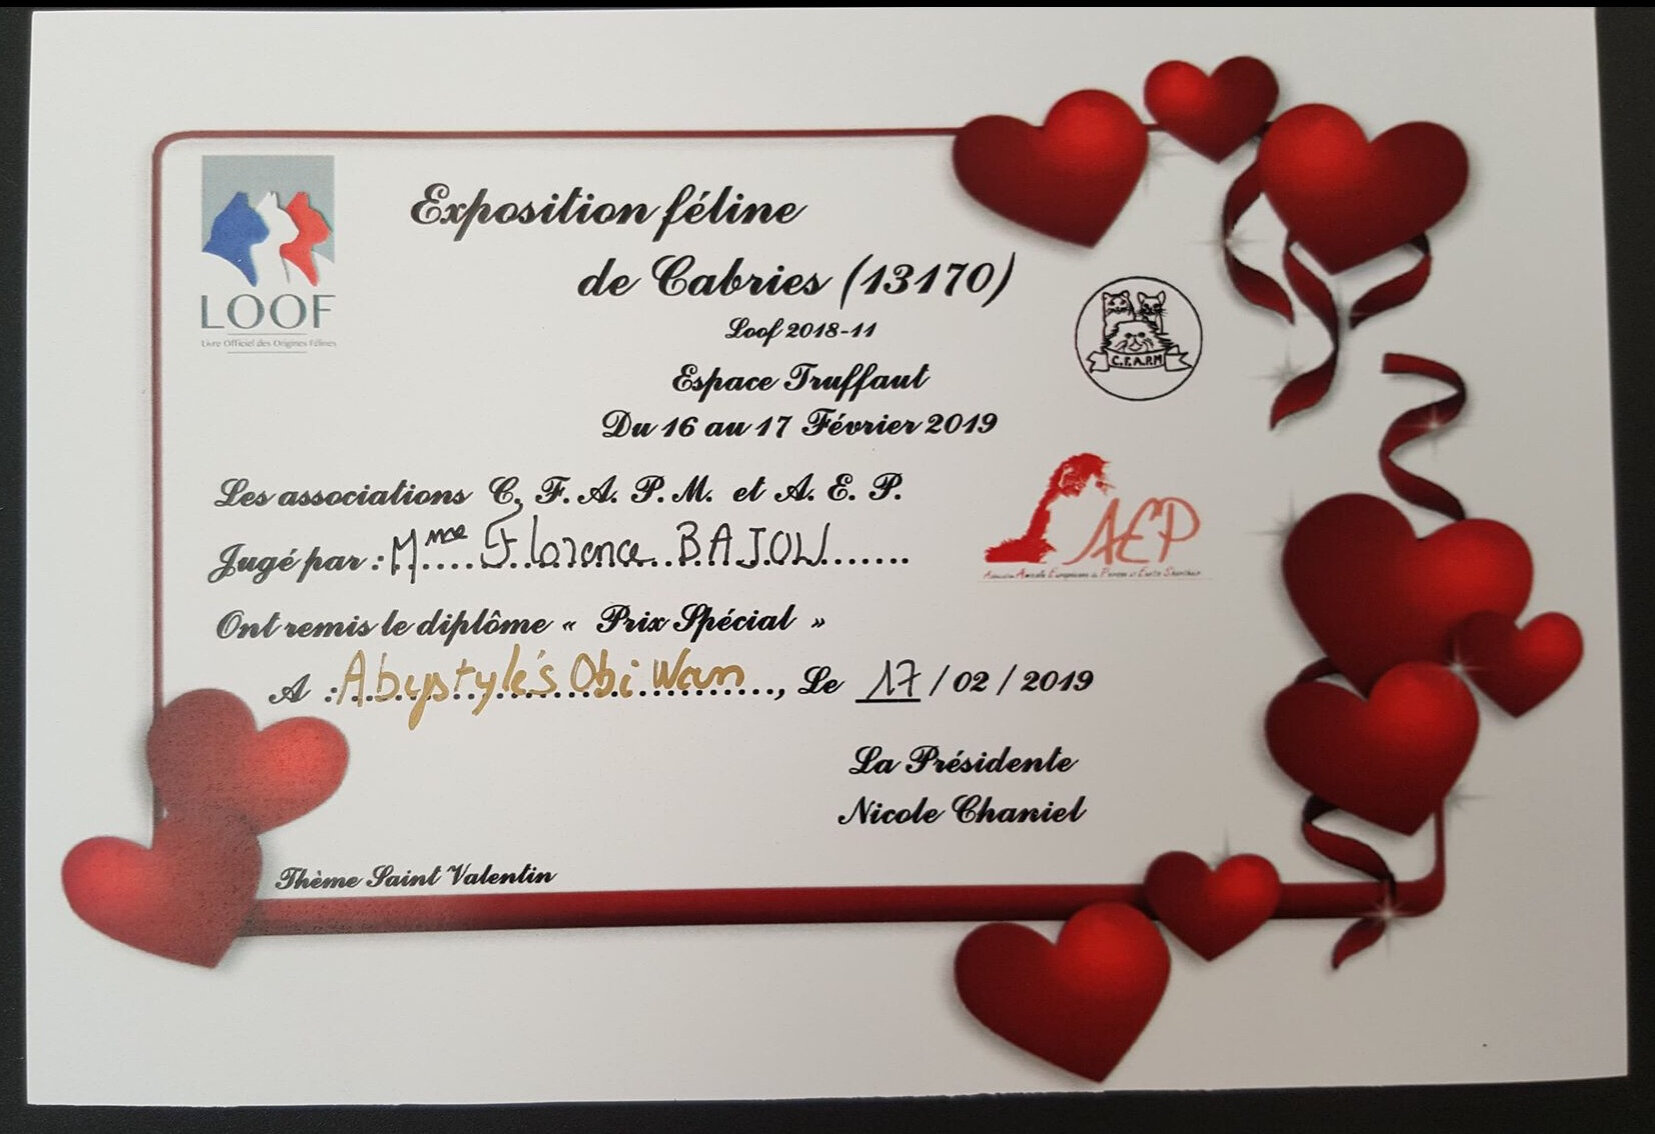 LOOF
Livre Officiel des Origines Félines
Exposition féline
de Cabries (13170)
Loof 2018-11
Espace Truffaut
Du 16 au 17 Février 2019
C.F.A.P.M
Les associations C, F. A. P. M. et A. E. P.
AEP
Jugé par : Mme Florence BAJOU.......
Ont remis le diplôme « Prix Spécial »
A : Abystyle's Obi Wan..., Le 17 / 02 / 2019
La Présidente
Nicole Chaniel
Thème Saint Valentin